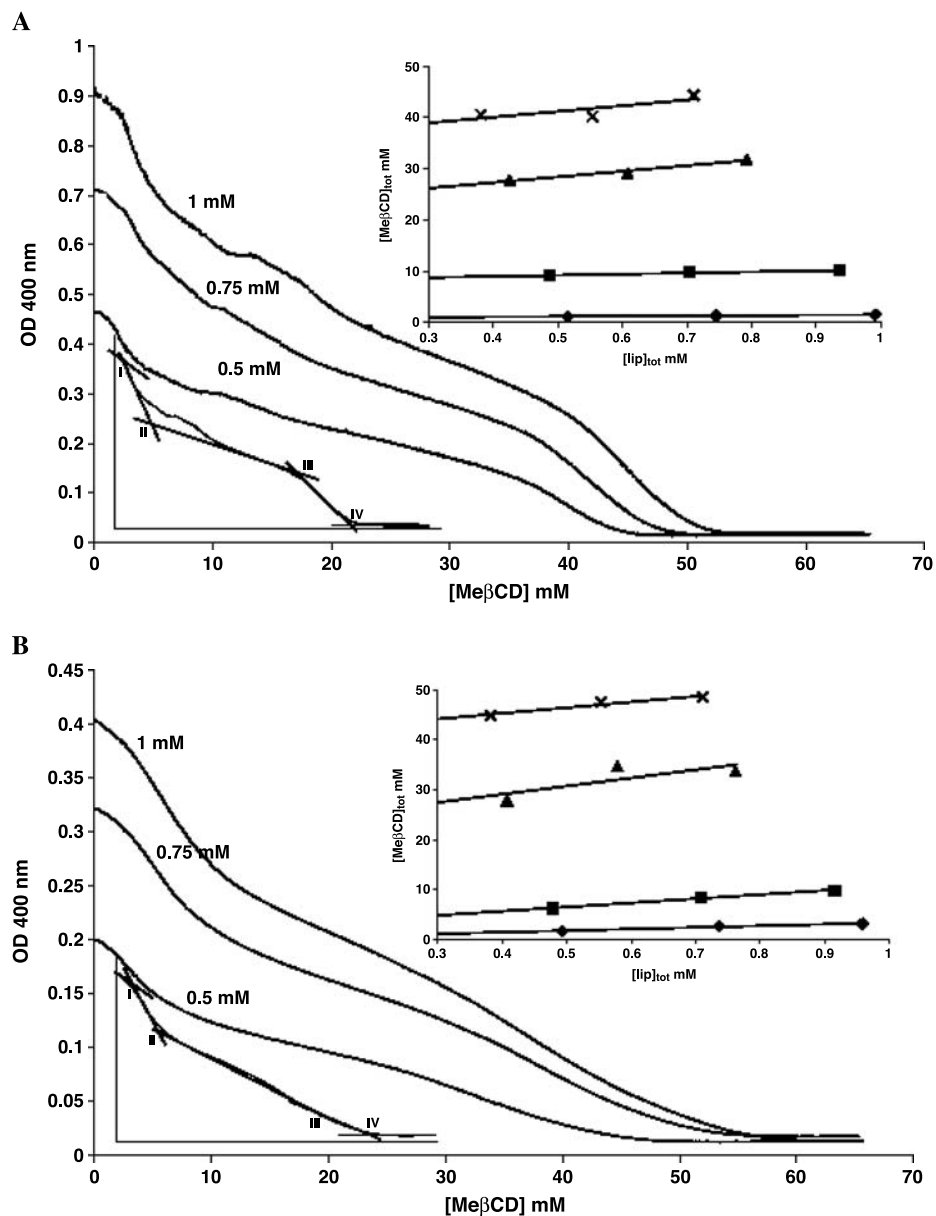 A
1
0.9
0.8
0.7
0.6
0.5
0.4
0.3
0.2
0.1
0
OD 400 nm
1 mM
0.75 mM
0.5 mM
I
II
III
IV
0 10 20 30 40 50 60 70
[MeβCD] mM
50
40
30
20
10
0
[MeβCD]tot mM
0.3 0.4 0.5 0.6 0.7 0.8 0.9 1
[lip]tot mM
B
0.45
0.4
0.35
0.3
0.25
0.2
0.15
0.1
0.05
0
OD 400 nm
1 mM
0.75 mM
0.5 mM
I
II
III
IV
0 10 20 30 40 50 60 70
[MeβCD] mM
50
40
30
20
10
0
[MeβCD]tot mM
0.3 0.4 0.5 0.6 0.7 0.8 0.9 1
[lip]tot mM